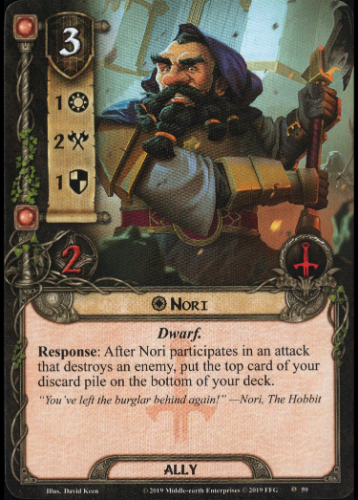 3
1
2
1
2
Nori
Dwarf.
Response: After Nori participates in an attack
that destroys an enemy, put the top card of your
discard pile on the bottom of your deck.
"You've left the burglar behind again!" —Nori, The Hobbit
ALLY
Illus. David Keen
© 2019 Middle-earth Enterprises © 2019 FFG